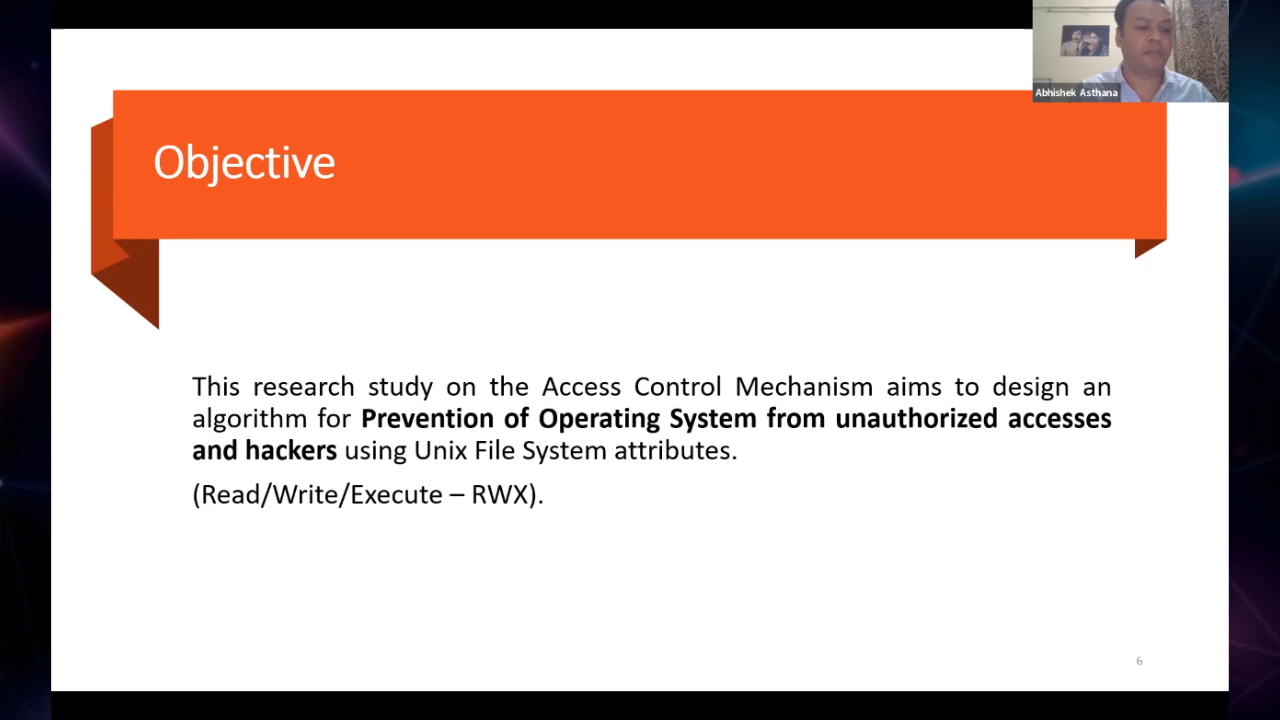 Abhishek Asthana
Objective
This research study on the Access Control Mechanism aims to design an
algorithm for Prevention of Operating System from unauthorized accesses
and hackers using Unix File System attributes.
(Read/Write/Execute – RWX).
6